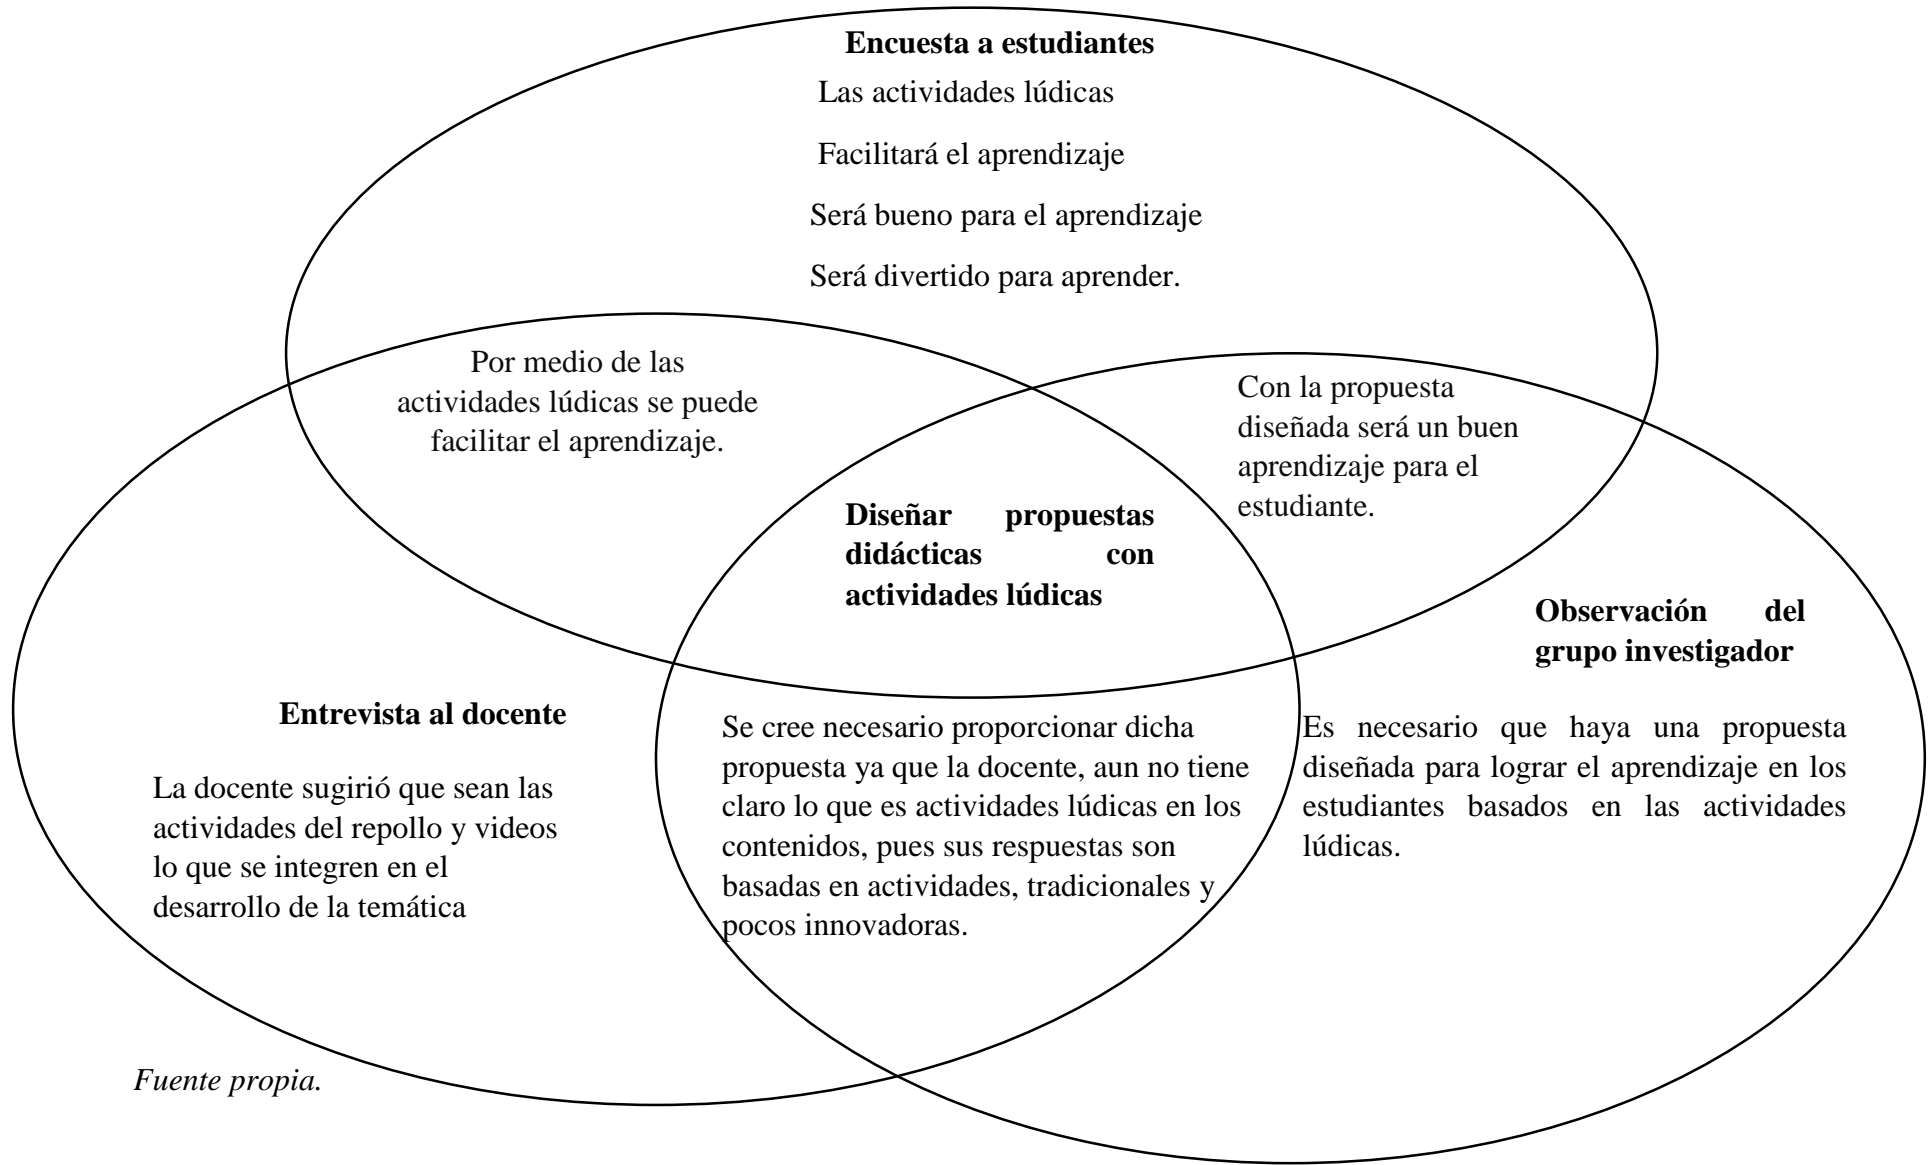 Encuesta a estudiantes
Las actividades lúdicas
Facilitará el aprendizaje
Será bueno para el aprendizaje
Será divertido para aprender.
Por medio de las
actividades lúdicas se puede
facilitar el aprendizaje.
Con la propuesta
diseñada será un buen
aprendizaje para el
estudiante.
Diseñar propuestas
didácticas con
actividades lúdicas
Observación del
grupo investigador
Es necesario que haya una propuesta
diseñada para lograr el aprendizaje en los
estudiantes basados en las actividades
lúdicas.
Entrevista al docente
La docente sugirió que sean las
actividades del repollo y videos
lo que se integren en el
desarrollo de la temática
Se cree necesario proporcionar dicha
propuesta ya que la docente, aun no tiene
claro lo que es actividades lúdicas en los
contenidos, pues sus respuestas son
basadas en actividades, tradicionales y
pocos innovadoras.
Fuente propia.